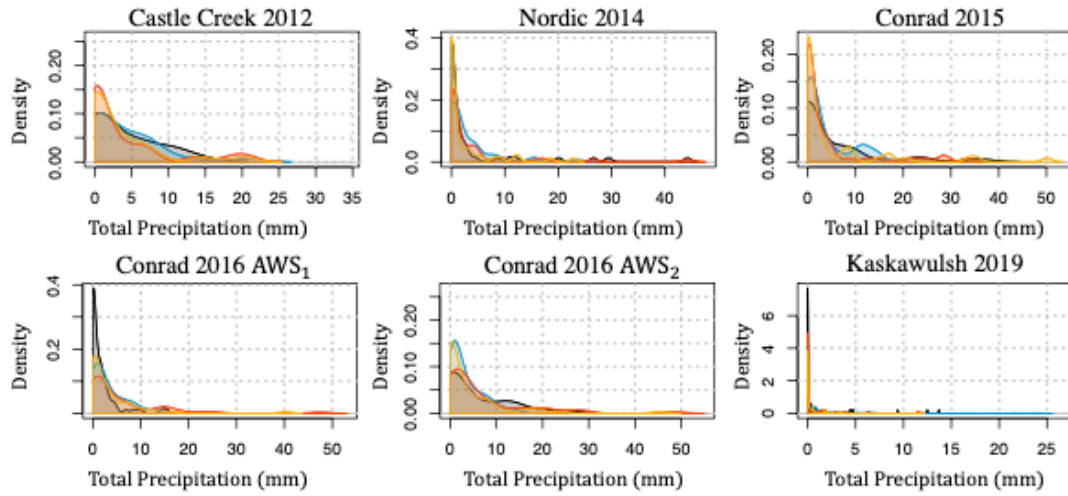 Castle Creek 2012
Density
0.00 0.10 0.20
0 5 10 15 20 25 30 35
Total Precipitation (mm)
Nordic 2014
Density
0.0 0.2 0.4
0 10 20 30 40
Total Precipitation (mm)
Conrad 2015
Density
0.00 0.10 0.20
0 10 20 30 40 50
Total Precipitation (mm)
Conrad 2016 AWS₁
Density
0.2 0.4
0 10 20 30 40 50
Total Precipitation (mm)
Conrad 2016 AWS₂
Density
0.00 0.10 0.20
0 10 20 30 40 50
Total Precipitation (mm)
Kaskawulsh 2019
Density
0 2 4 6
0 5 10 15 20 25
Total Precipitation (mm)